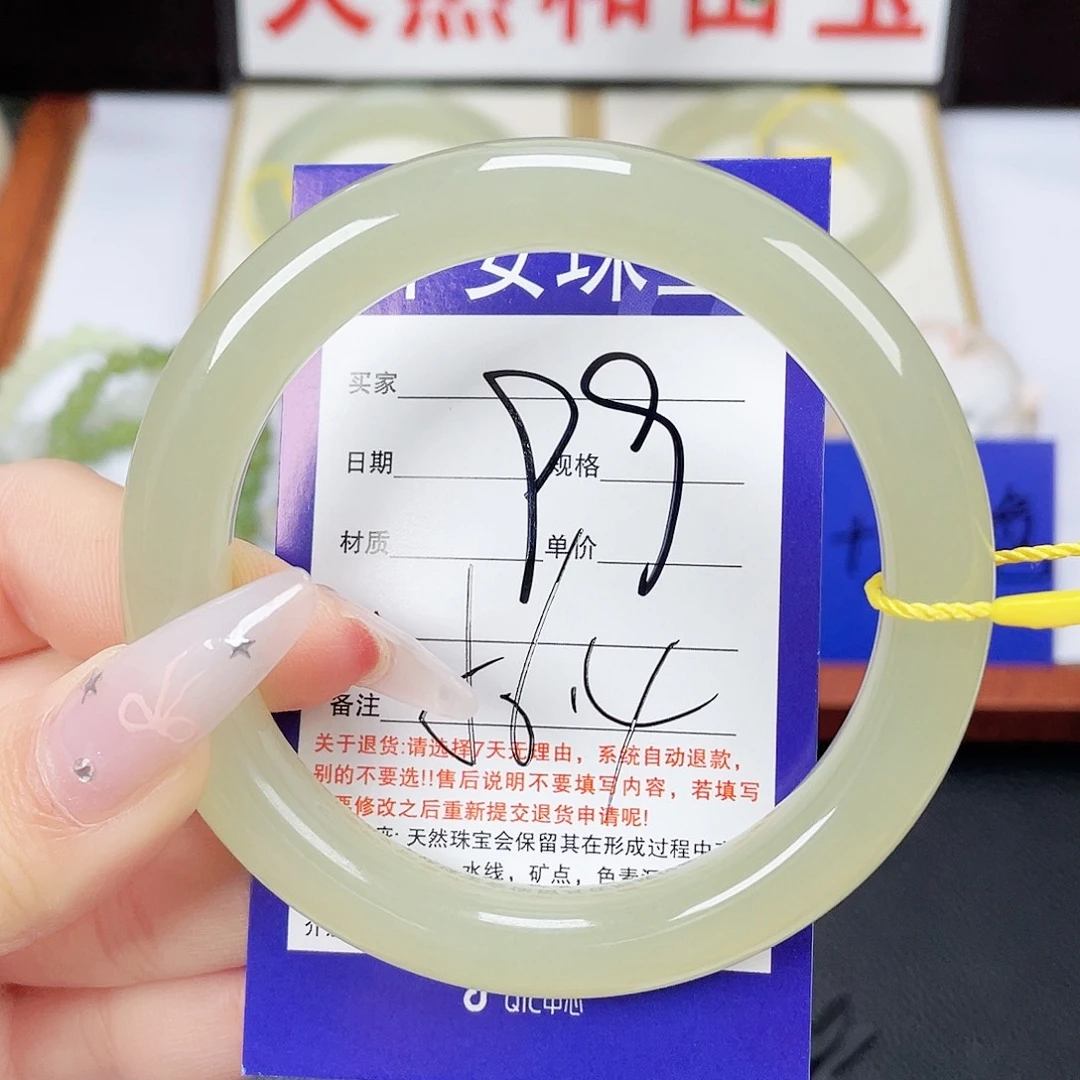 天然和田玉
买家
日期 规格
材质 单价
备注
P9
58/4
关于退货:请选择7天无理由，系统自动退款，
别的不要选!!售后说明不要填写内容，若填写
要修改之后重新提交退货申请呢!
天然珠宝会保留其在形成过程中
水线，矿点，色素
QIC中心